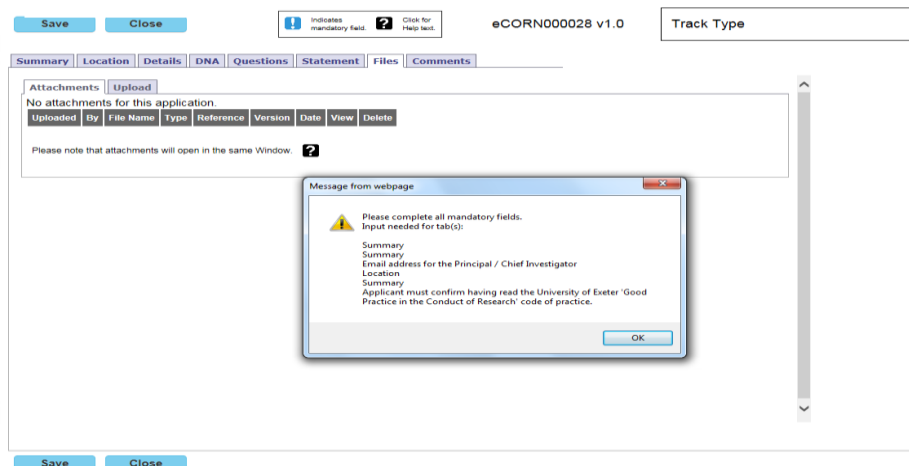 Save Close
Indicates mandatory field.
Click for Help text.
eCORN000028 v1.0
Track Type
Summary Location Details DNA Questions Statement Files Comments
Attachments Upload
No attachments for this application.
Uploaded By File Name Type Reference Version Date View Delete
Please note that attachments will open in the same Window.
Message from webpage
Please complete all mandatory fields.
Input needed for tab(s):
Summary
Summary
Email address for the Principal / Chief Investigator
Location
Summary
Applicant must confirm having read the University of Exeter 'Good
Practice in the Conduct of Research' code of practice.
OK
Save Close